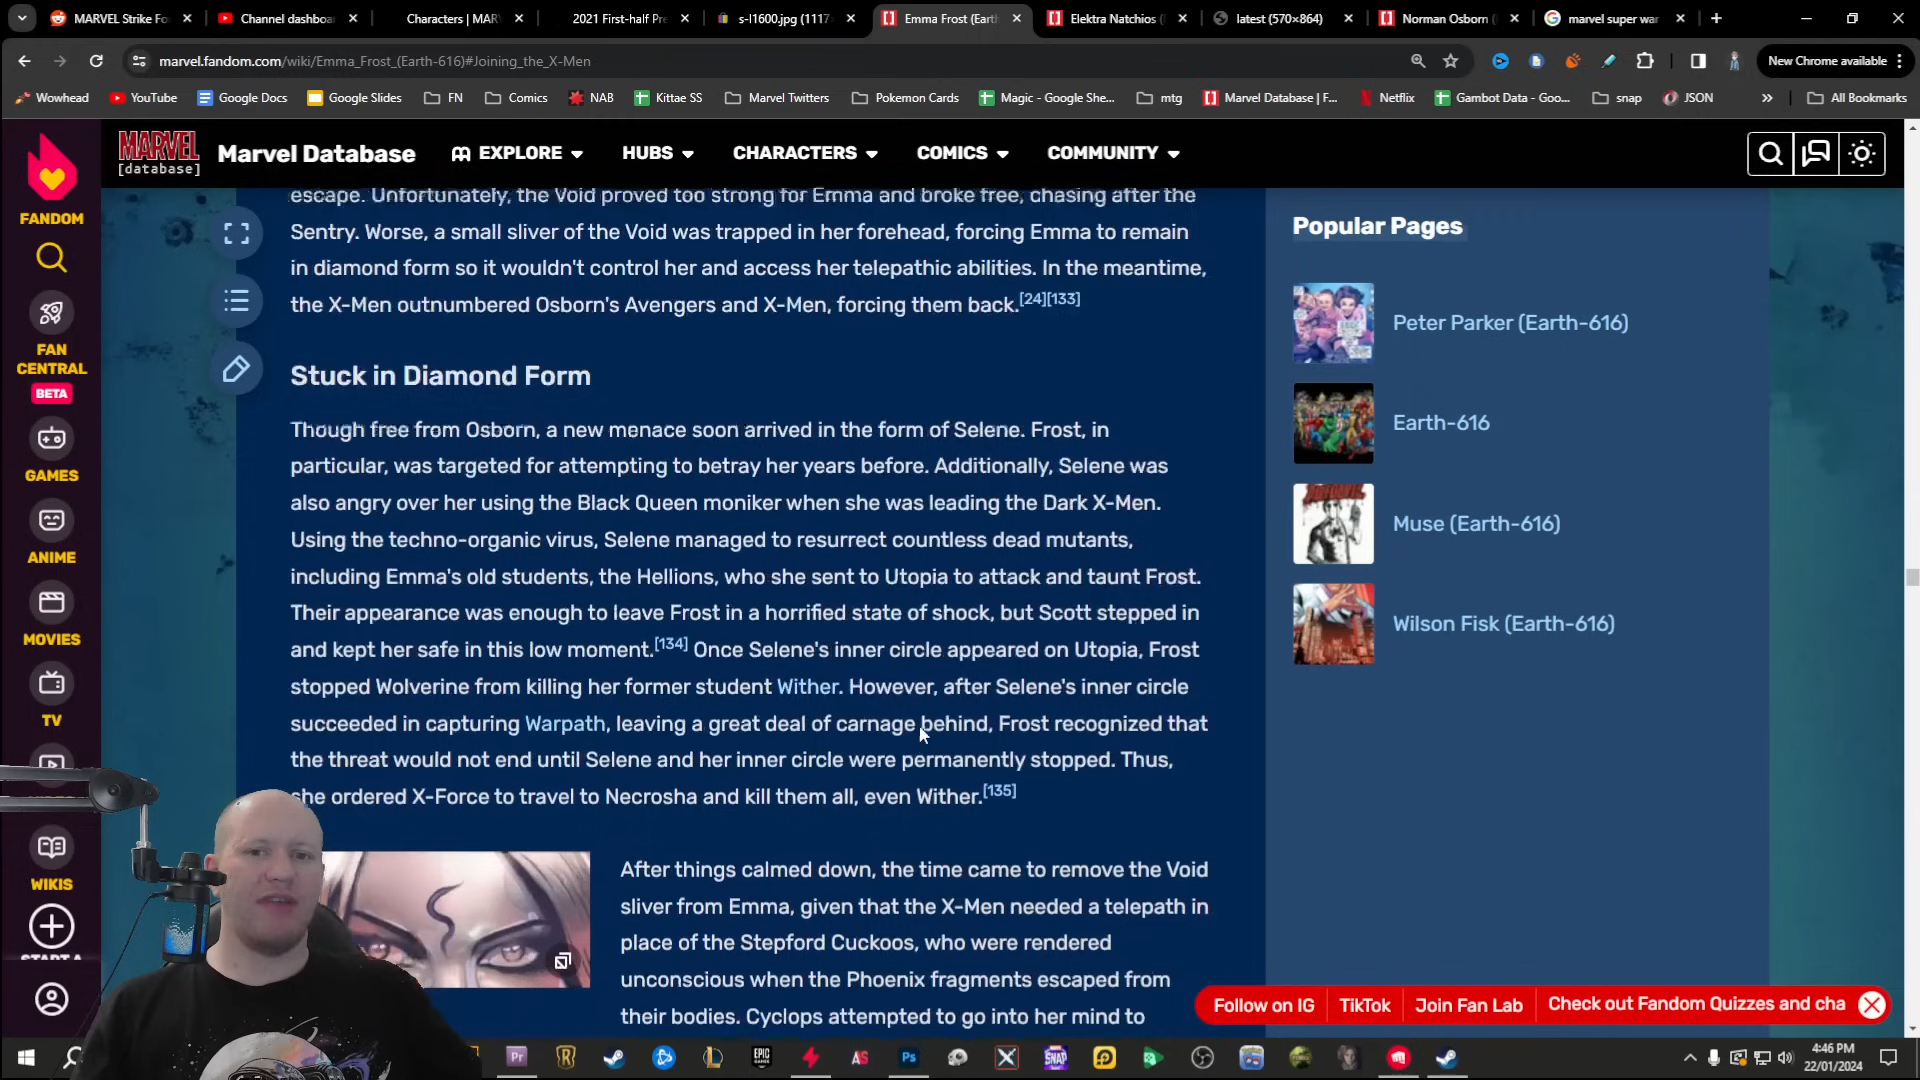 MARVEL Strike Fo
Channel dashboa
Characters | MAR
2021 First-half Pre
s-l1600.jpg (1117×
Emma Frost (Earth
Elektra Natchios (
latest (570×864)
Norman Osborn (
marvel super war
marvel.fandom.com/wiki/Emma_Frost_(Earth-616)#Joining_the_X-Men
New Chrome available
Wowhead
YouTube
Google Docs
Google Slides
FN
Comics
NAB
Kittae SS
Marvel Twitters
Pokemon Cards
Magic - Google She...
mtg
Marvel Database | F...
Netflix
Gambot Data - Goo...
snap
JSON
All Bookmarks
MARVEL
[database]
Marvel Database
EXPLORE
HUBS
CHARACTERS
COMICS
COMMUNITY
FANDOM
FAN
CENTRAL
BETA
GAMES
ANIME
MOVIES
TV
WIKIS
START A
escape. Unfortunately, the Void proved too strong for Emma and broke free, chasing after the
Sentry. Worse, a small sliver of the Void was trapped in her forehead, forcing Emma to remain
in diamond form so it wouldn't control her and access her telepathic abilities. In the meantime,
the X-Men outnumbered Osborn's Avengers and X-Men, forcing them back.[24][133]
Stuck in Diamond Form
Though free from Osborn, a new menace soon arrived in the form of Selene. Frost, in
particular, was targeted for attempting to betray her years before. Additionally, Selene was
also angry over her using the Black Queen moniker when she was leading the Dark X-Men.
Using the techno-organic virus, Selene managed to resurrect countless dead mutants,
including Emma's old students, the Hellions, who she sent to Utopia to attack and taunt Frost.
Their appearance was enough to leave Frost in a horrified state of shock, but Scott stepped in
and kept her safe in this low moment.[134] Once Selene's inner circle appeared on Utopia, Frost
stopped Wolverine from killing her former student Wither. However, after Selene's inner circle
succeeded in capturing Warpath, leaving a great deal of carnage behind, Frost recognized that
the threat would not end until Selene and her inner circle were permanently stopped. Thus,
she ordered X-Force to travel to Necrosha and kill them all, even Wither.[135]
After things calmed down, the time came to remove the Void
sliver from Emma, given that the X-Men needed a telepath in
place of the Stepford Cuckoos, who were rendered
unconscious when the Phoenix fragments escaped from
their bodies. Cyclops attempted to go into her mind to
Popular Pages
Peter Parker (Earth-616)
Earth-616
Muse (Earth-616)
Wilson Fisk (Earth-616)
Follow on IG
TikTok
Join Fan Lab
Check out Fandom Quizzes and cha
Pr
EPIC
AS
Ps
SNAP
4:46 PM
22/01/2024